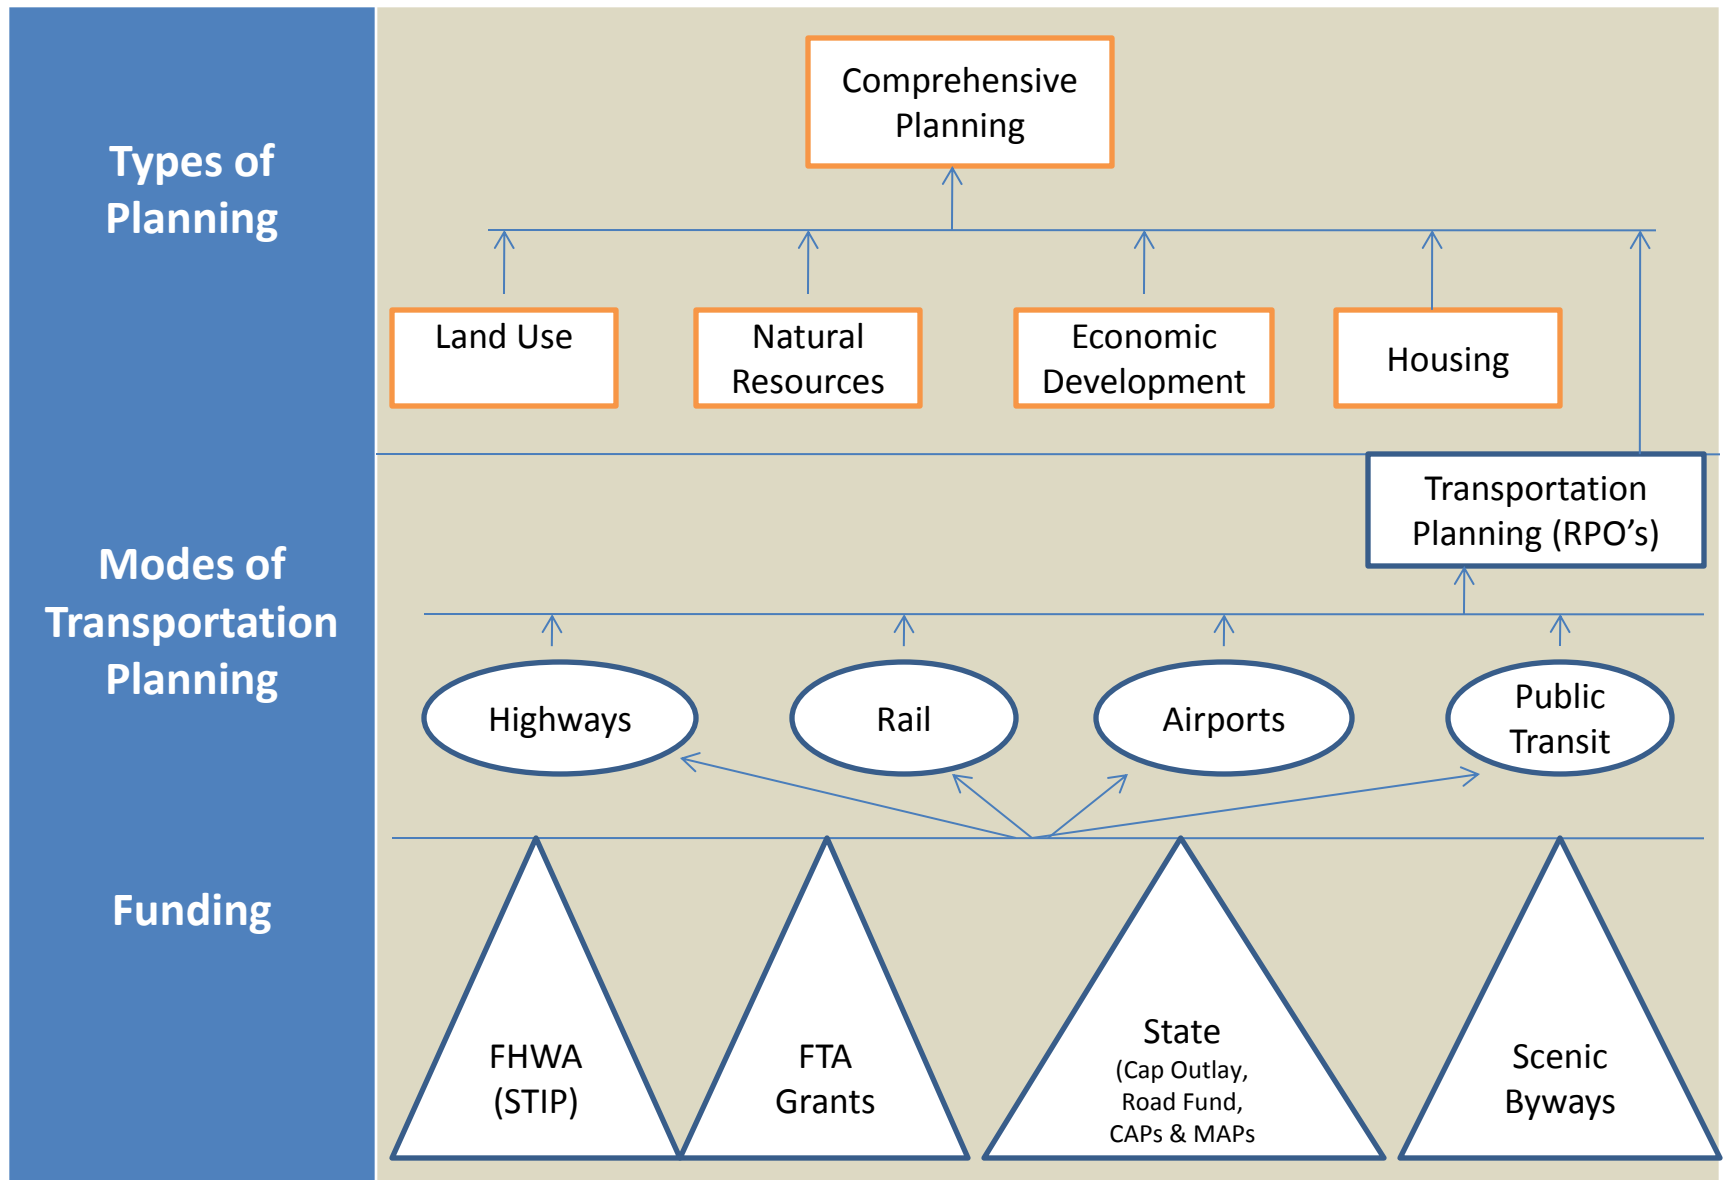 Types of
Planning
Comprehensive
Planning
Land Use
Natural
Resources
Economic
Development
Housing
Modes of
Transportation
Planning
Transportation
Planning (RPO’s)
Highways
Rail
Airports
Public
Transit
Funding
FHWA
(STIP)
FTA
Grants
State
(Cap Outlay,
Road Fund,
CAPs & MAPs
Scenic
Byways